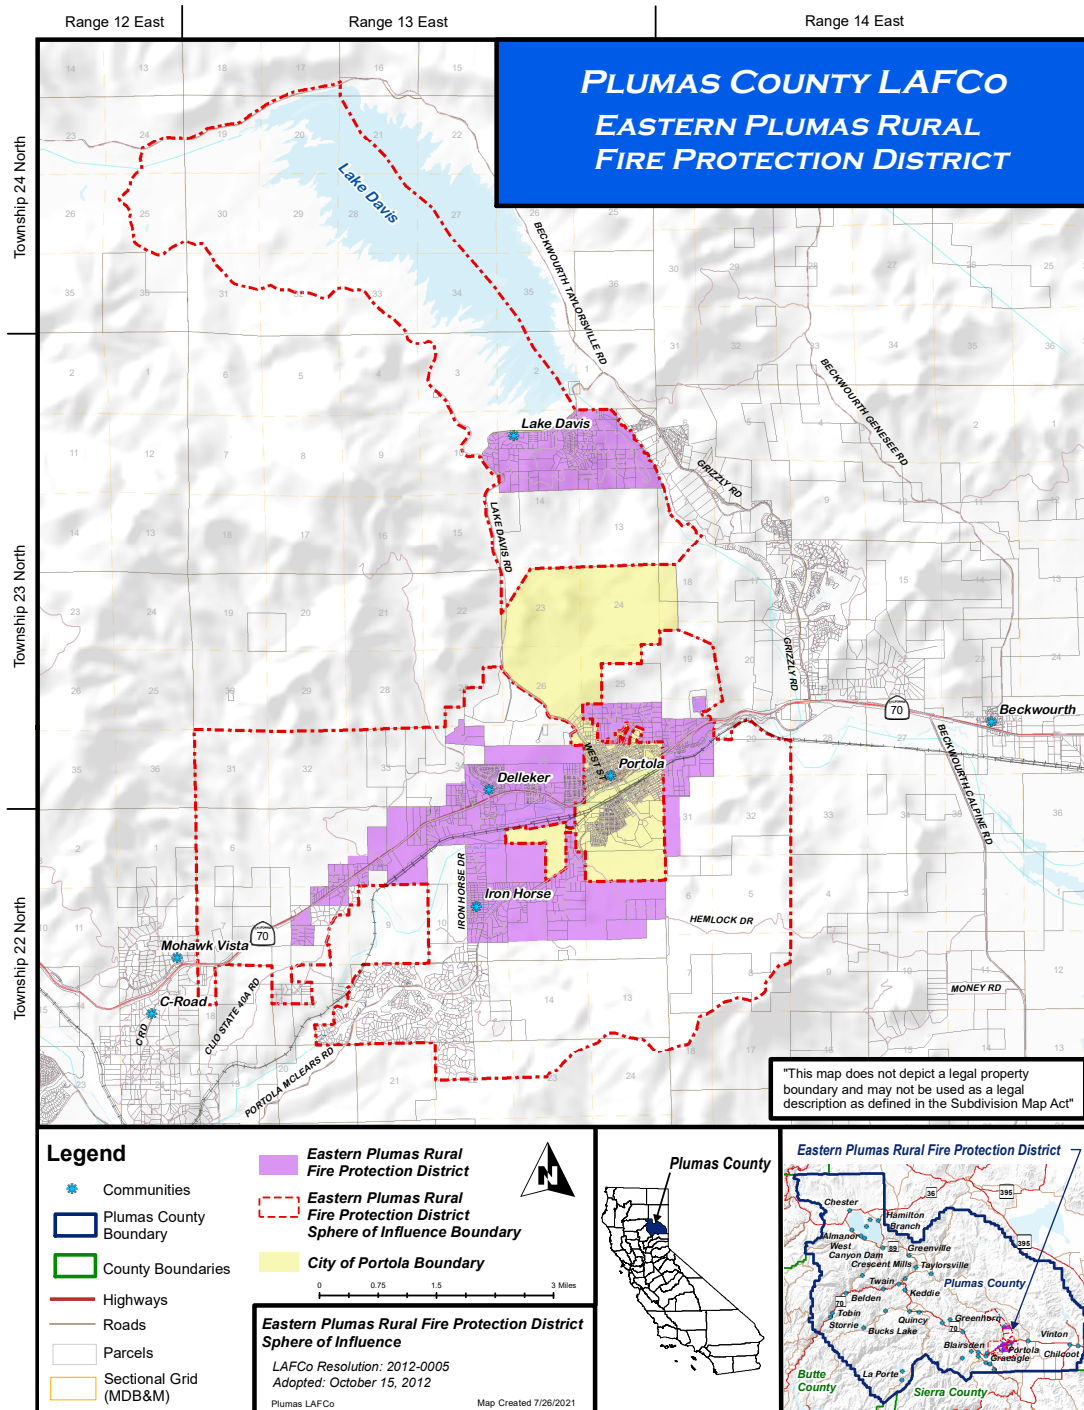 Range 12 East
Range 13 East
Range 14 East
PLUMAS COUNTY LAFCO
EASTERN PLUMAS RURAL
FIRE PROTECTION DISTRICT
Township 24 North
Township 23 North
Township 22 North
Lake Davis
BECKWOURTH TAYLORSVILLE RD
BECKWOURTH GENESEE RD
Lake Davis
GRIZZLY RD
LAKE DAVIS RD
GRIZZLY RD
70
Beckwourth
WEST ST
Portola
Delleker
BECKWOURTH CALPINE RD
IRON HORSE DR
Iron Horse
HEMLOCK DR
70
Mohawk Vista
C-Road
C RD
CLIO STATE 40A RD
PORTOLA MCLEARS RD
MONEY RD
"This map does not depict a legal property
boundary and may not be used as a legal
description as defined in the Subdivision Map Act"
Legend
Communities
Plumas County
Boundary
County Boundaries
Highways
Roads
Parcels
Sectional Grid
(MDB&M)
Eastern Plumas Rural
Fire Protection District
Eastern Plumas Rural
Fire Protection District
Sphere of Influence Boundary
City of Portola Boundary
N
0 0.75 1.5 3 Miles
Eastern Plumas Rural Fire Protection District
Sphere of Influence
LAFCo Resolution: 2012-0005
Adopted: October 15, 2012
Plumas LAFCo
Map Created 7/26/2021
Plumas County
Eastern Plumas Rural Fire Protection District
Chester
36
395
Hamilton
Branch
Almanor
West
Canyon Dam
89
Greenville
395
Crescent Mills
Taylorsville
Twain
Plumas County
Keddie
70
Belden
Tobin
Storrie
Quincy
Bucks Lake
Greenhorn
70
Vinton
Blairsden
Portola
Graeagle
Chilcoot
La Porte
Butte
County
Sierra County